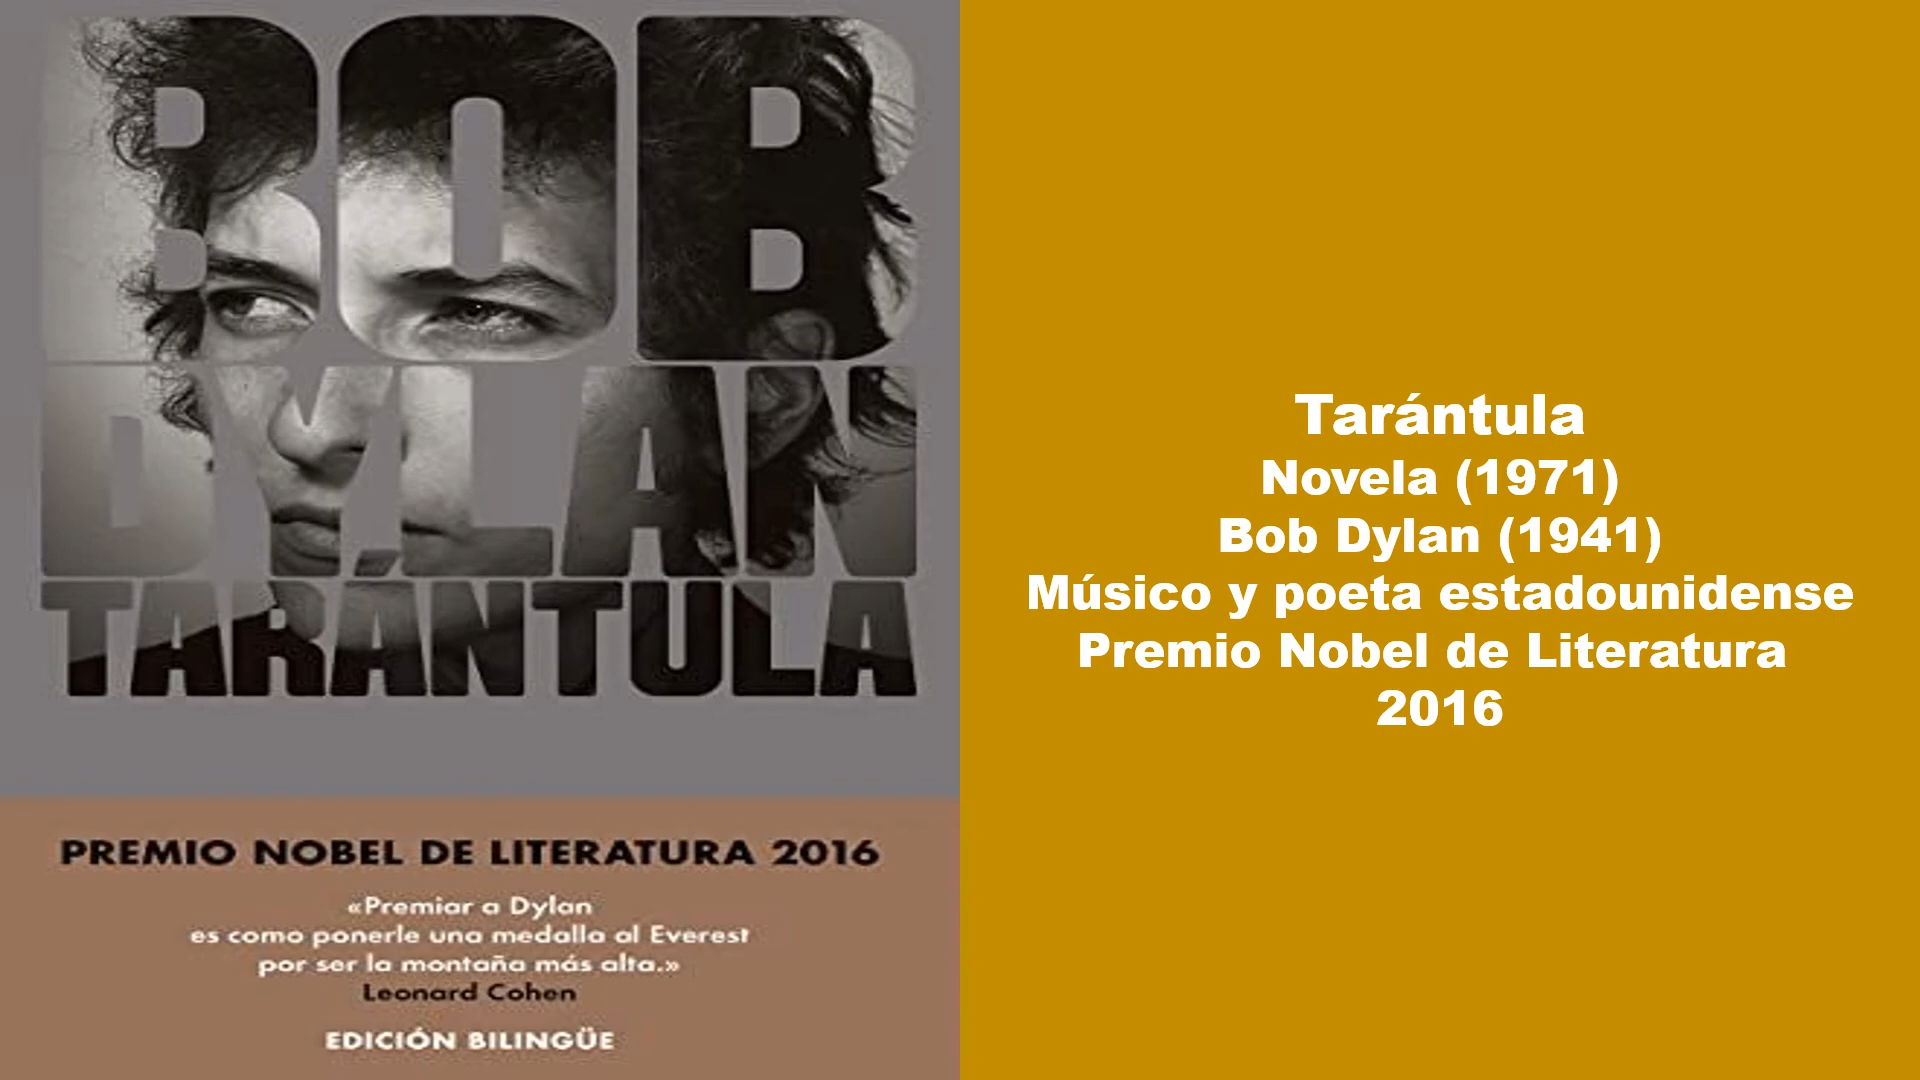 BOB
DYLAN
TARÁNTULA
PREMIO NOBEL DE LITERATURA 2016
«Premiar a Dylan
es como ponerle una medalla al Everest
por ser la montaña más alta.»
Leonard Cohen
EDICIÓN BILINGÜE
Tarántula
Novela (1971)
Bob Dylan (1941)
Músico y poeta estadounidense
Premio Nobel de Literatura
2016